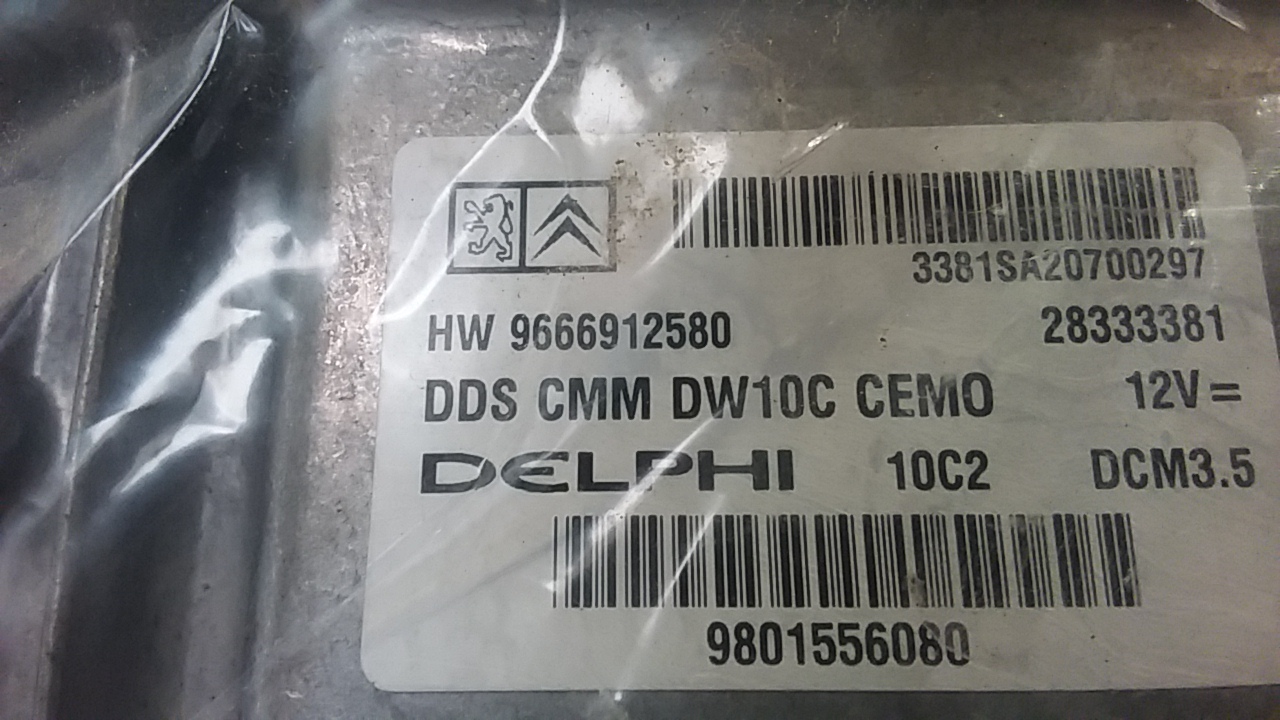 3381SA20700297
HW 9666912580 28333381
DDS CMM DW10C CEMO 12V=
DELPHI 10C2 DCM3.5
9801556080